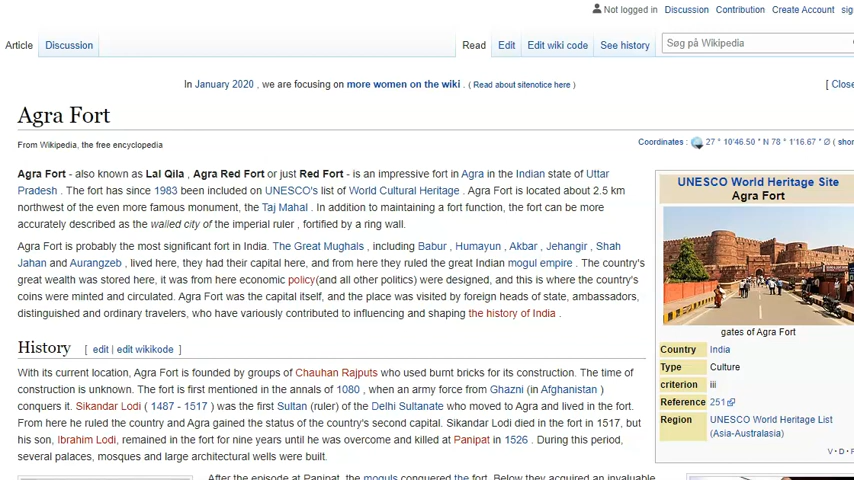 Not logged in Discussion Contribution Create Account sig
Article Discussion Read Edit Edit wiki code See history Søg på Wikipedia
In January 2020 , we are focusing on more women on the wiki . ( Read about sitenotice here ) [ Close
Agra Fort
From Wikipedia, the free encyclopedia
Coordinates : 27 ° 10'46.50 " N 78 ° 1'16.67 " Ø ( shor
Agra Fort - also known as Lal Qila , Agra Red Fort or just Red Fort - is an impressive fort in Agra in the Indian state of Uttar
Pradesh . The fort has since 1983 been included on UNESCO's list of World Cultural Heritage . Agra Fort is located about 2.5 km
northwest of the even more famous monument, the Taj Mahal . In addition to maintaining a fort function, the fort can be more
accurately described as the walled city of the imperial ruler , fortified by a ring wall.
Agra Fort is probably the most significant fort in India. The Great Mughals , including Babur , Humayun , Akbar , Jehangir , Shah
Jahan and Aurangzeb , lived here, they had their capital here, and from here they ruled the great Indian mogul empire . The country's
great wealth was stored here, it was from here economic policy(and all other politics) were designed, and this is where the country's
coins were minted and circulated. Agra Fort was the capital itself, and the place was visited by foreign heads of state, ambassadors,
distinguished and ordinary travelers, who have variously contributed to influencing and shaping the history of India .
History [ edit | edit wikicode ]
With its current location, Agra Fort is founded by groups of Chauhan Rajputs who used burnt bricks for its construction. The time of
construction is unknown. The fort is first mentioned in the annals of 1080 , when an army force from Ghazni (in Afghanistan )
conquers it. Sikandar Lodi ( 1487 - 1517 ) was the first Sultan (ruler) of the Delhi Sultanate who moved to Agra and lived in the fort.
From here he ruled the country and Agra gained the status of the country's second capital. Sikandar Lodi died in the fort in 1517, but
his son, Ibrahim Lodi, remained in the fort for nine years until he was overcome and killed at Panipat in 1526 . During this period,
several palaces, mosques and large architectural wells were built.
After the episode at Panipat, the moguls conquered the fort. Below they acquired an invaluable
UNESCO World Heritage Site
Agra Fort
gates of Agra Fort
Country India
Type Culture
criterion iii
Reference 251
Region UNESCO World Heritage List
(Asia-Australasia)
V • D • F